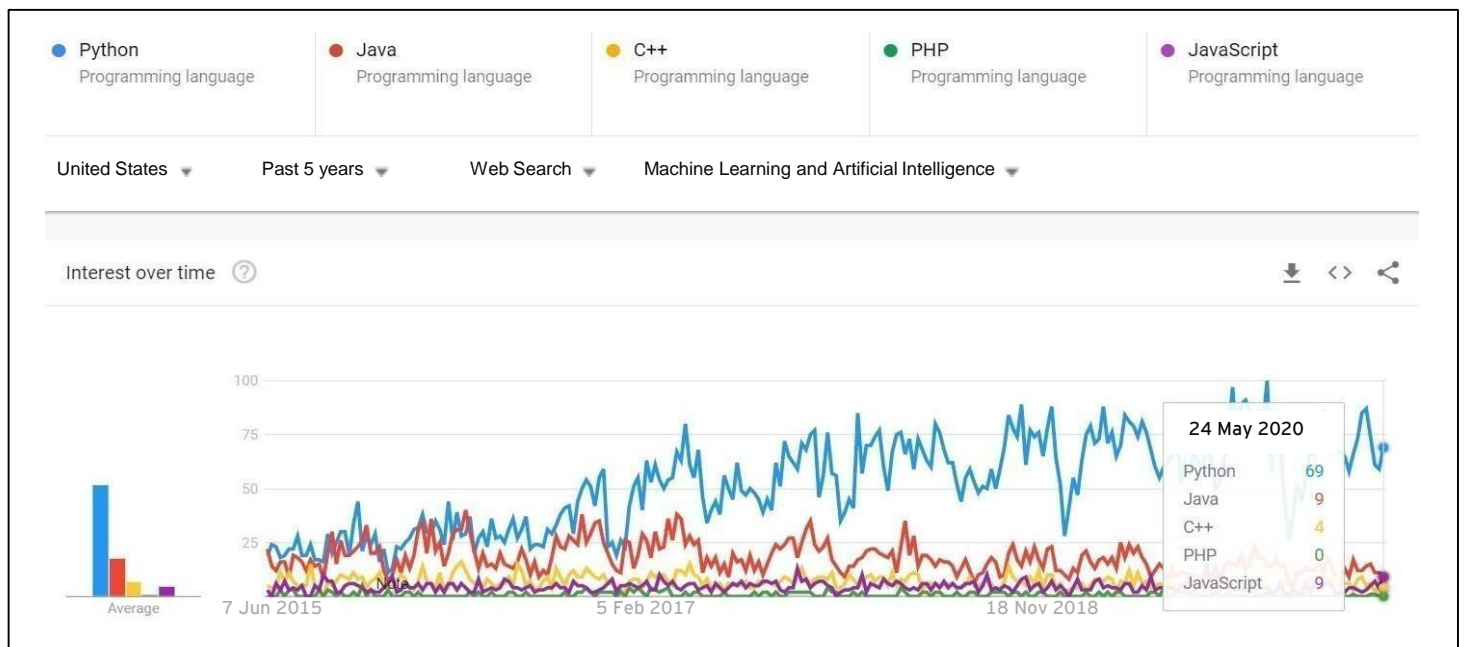 Python Java C++ PHP JavaScript
Programming language Programming language Programming language Programming language Programming language
United States Past 5 years Web Search Machine Learning and Artificial Intelligence
Interest over time ?
100
75
50
25
Average
Note
7 Jun 2015 5 Feb 2017 18 Nov 2018
24 May 2020
Python 69
Java 9
C++ 4
PHP 0
JavaScript 9